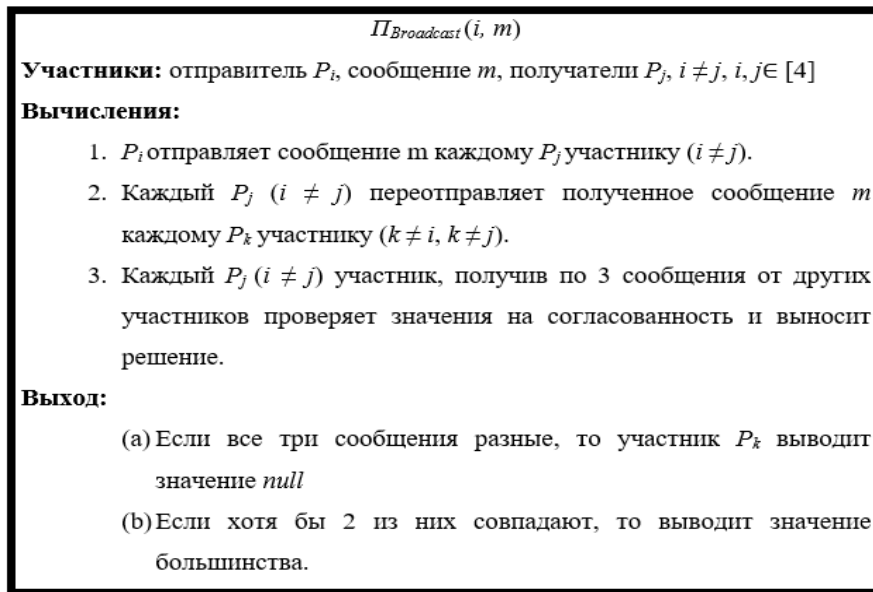 Π_Broadcast(i, m)
Участники: отправитель P_i, сообщение m, получатели P_j, i ≠ j, i, j ∈ [4]
Вычисления:
1. P_i отправляет сообщение m каждому P_j участнику (i ≠ j).
2. Каждый P_j (i ≠ j) переотправляет полученное сообщение m
каждому P_k участнику (k ≠ i, k ≠ j).
3. Каждый P_j (i ≠ j) участник, получив по 3 сообщения от других
участников проверяет значения на согласованность и выносит
решение.
Выход:
(a) Если все три сообщения разные, то участник P_k выводит
значение null
(b) Если хотя бы 2 из них совпадают, то выводит значение
большинства.